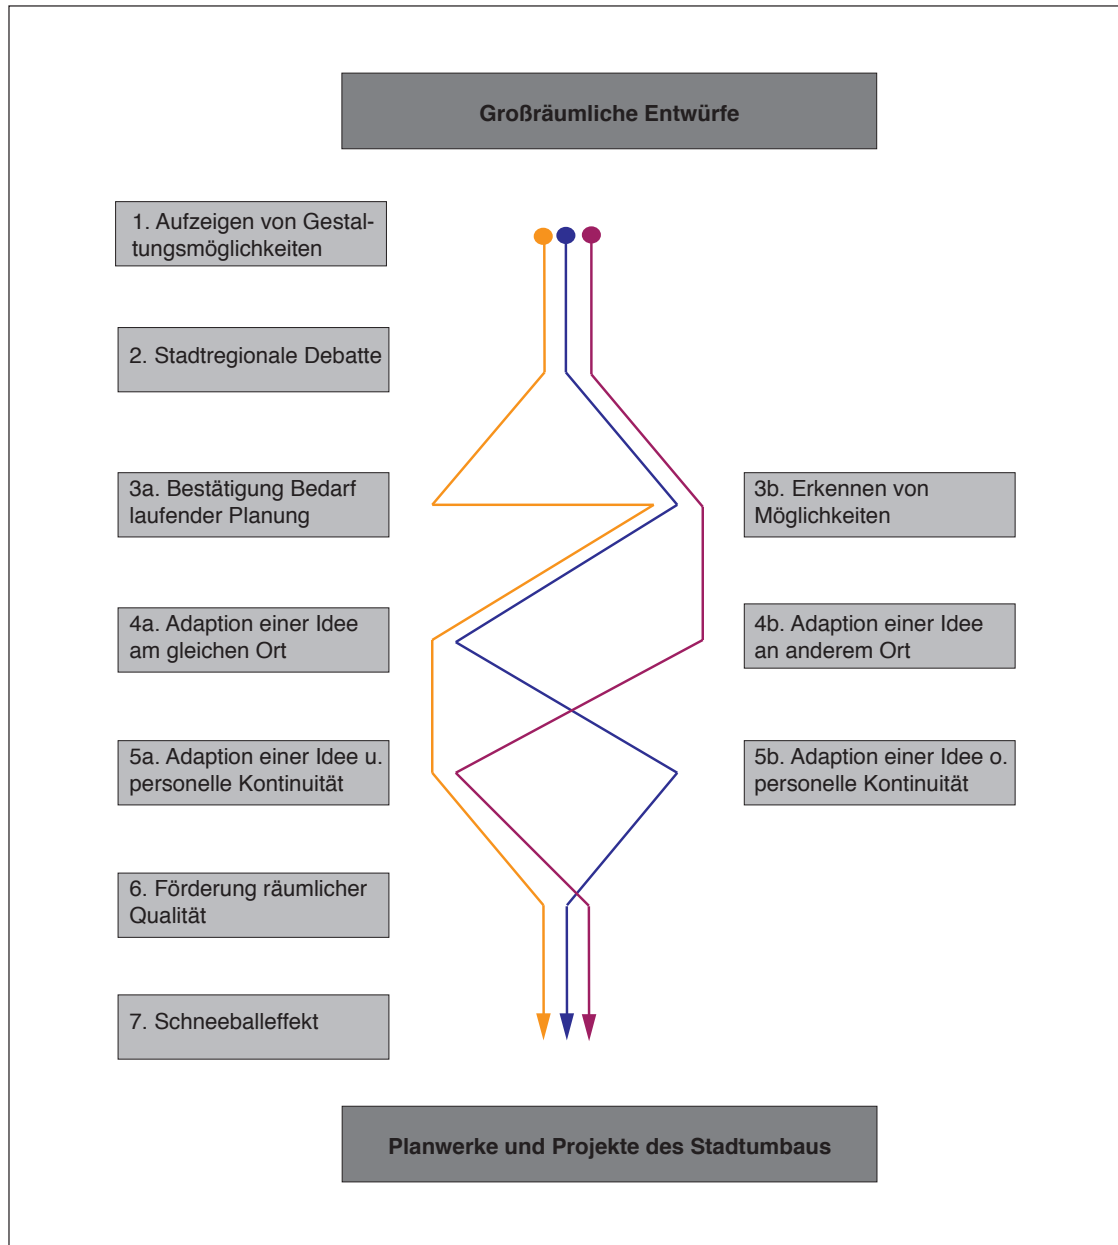 Großräumliche Entwürfe
1. Aufzeigen von Gestal-
tungsmöglichkeiten
2. Stadtregionale Debatte
3a. Bestätigung Bedarf
laufender Planung
3b. Erkennen von
Möglichkeiten
4a. Adaption einer Idee
am gleichen Ort
4b. Adaption einer Idee
an anderem Ort
5a. Adaption einer Idee u.
personelle Kontinuität
5b. Adaption einer Idee o.
personelle Kontinuität
6. Förderung räumlicher
Qualität
7. Schneeballeffekt
Planwerke und Projekte des Stadtumbaus